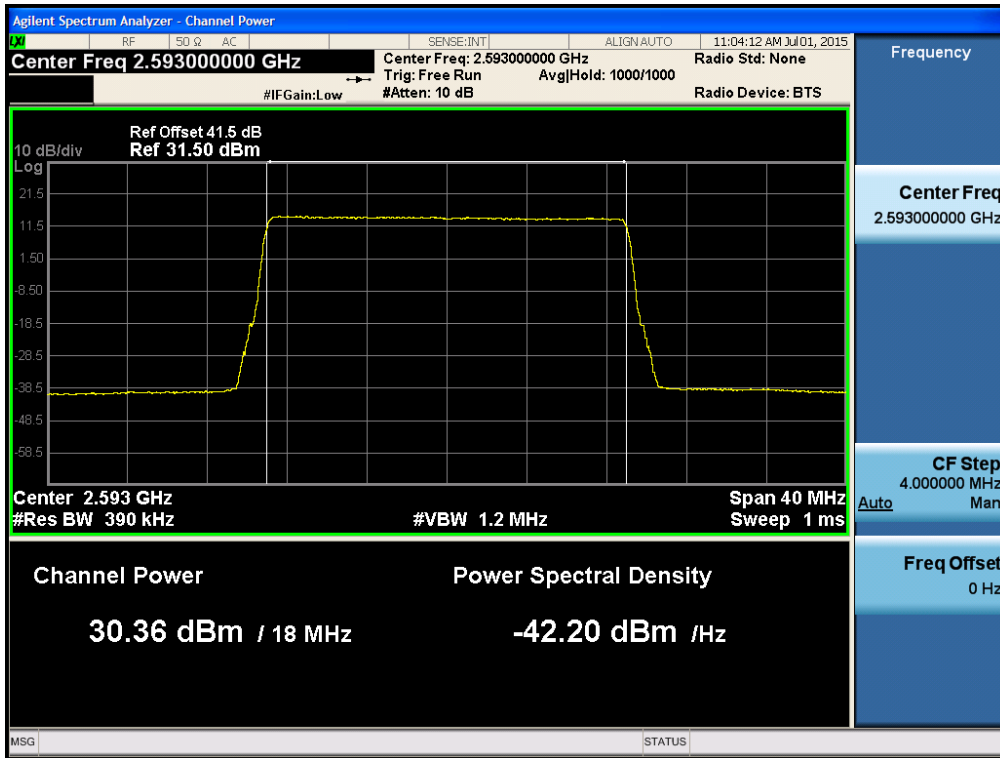 Agilent Spectrum Analyzer - Channel Power
LXI RF 50 Ω AC SENSE:INT ALIGN AUTO 11:04:12 AM Jul 01, 2015
Center Freq 2.593000000 GHz
Center Freq: 2.593000000 GHz
Radio Std: None
Trig: Free Run Avg|Hold: 1000/1000
#IFGain:Low
#Atten: 10 dB
Radio Device: BTS
Ref Offset 41.5 dB
10 dB/div Ref 31.50 dBm
Log
21.5
11.5
1.50
-8.50
-18.5
-28.5
-38.5
-48.5
-58.5
Center 2.593 GHz Span 40 MHz
#Res BW 390 kHz #VBW 1.2 MHz Sweep 1 ms
Channel Power Power Spectral Density
30.36 dBm / 18 MHz -42.20 dBm /Hz
Frequency
Center Freq
2.593000000 GHz
CF Step
4.000000 MHz
Auto Man
Freq Offset
0 Hz
MSG STATUS